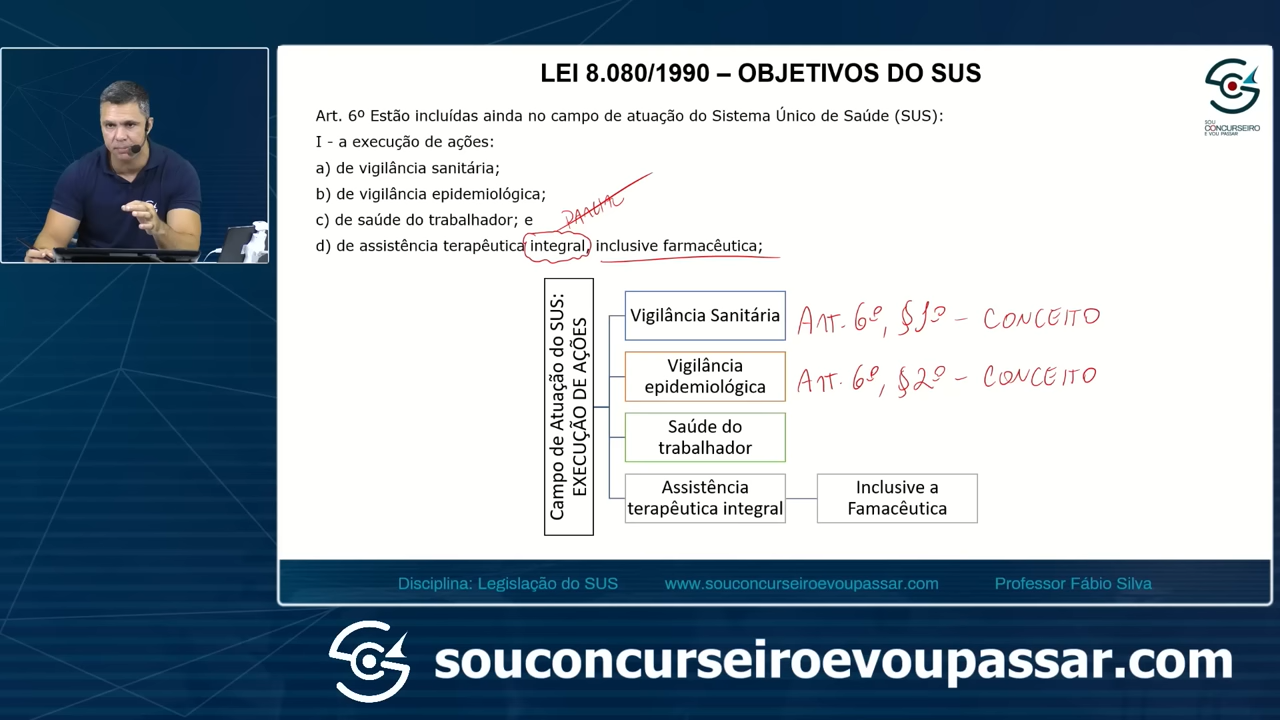 LEI 8.080/1990 – OBJETIVOS DO SUS
SOU
CONCURSEIRO
E VOU PASSAR
Art. 6º Estão incluídas ainda no campo de atuação do Sistema Único de Saúde (SUS):
I - a execução de ações:
a) de vigilância sanitária;
b) de vigilância epidemiológica;
c) de saúde do trabalhador; e
PARCIAL
d) de assistência terapêutica integral, inclusive farmacêutica;
Campo de Atuação do SUS:
EXECUÇÃO DE AÇÕES
Vigilância Sanitária
ART. 6º, §1º - CONCEITO
Vigilância
epidemiológica
ART. 6º, §2º - CONCEITO
Saúde do
trabalhador
Assistência
terapêutica integral
Inclusive a
Famacêutica
Disciplina: Legislação do SUS www.souconcurseiroevoupassar.com Professor Fábio Silva
souconcurseiroevoupassar.com